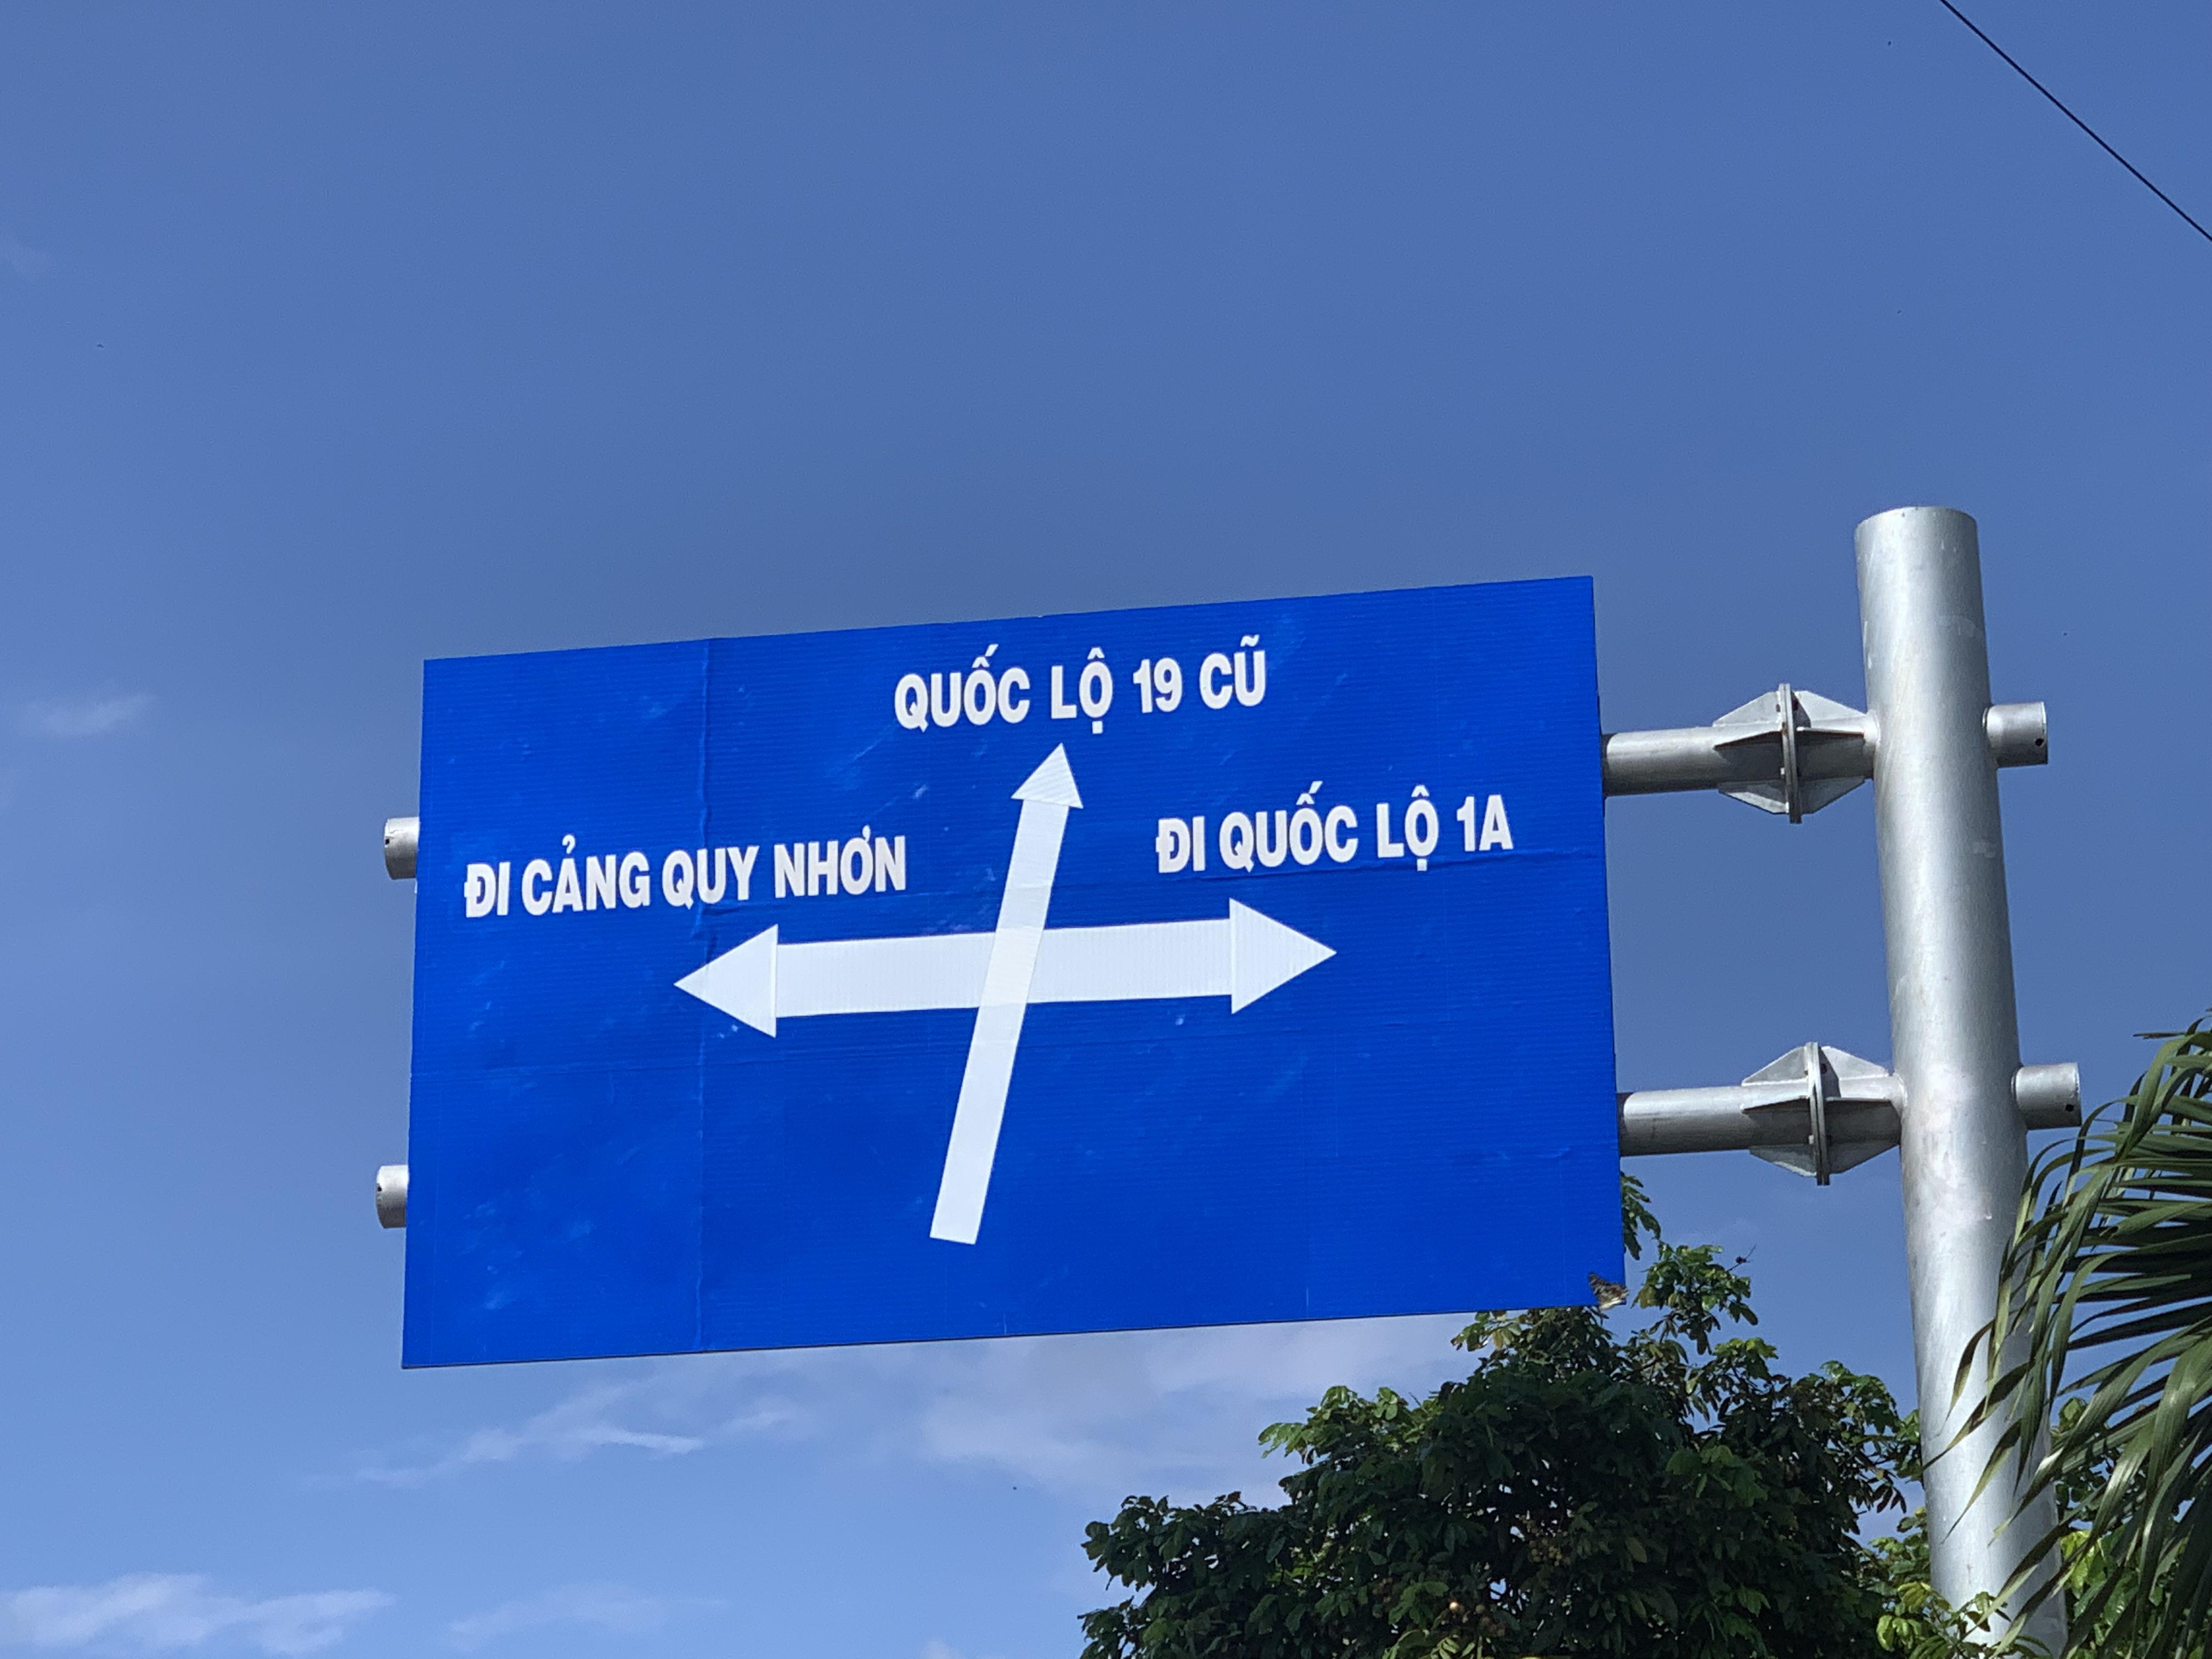 QUỐC LỘ 19 CŨ
ĐI CẢNG QUY NHƠN
ĐI QUỐC LỘ 1A